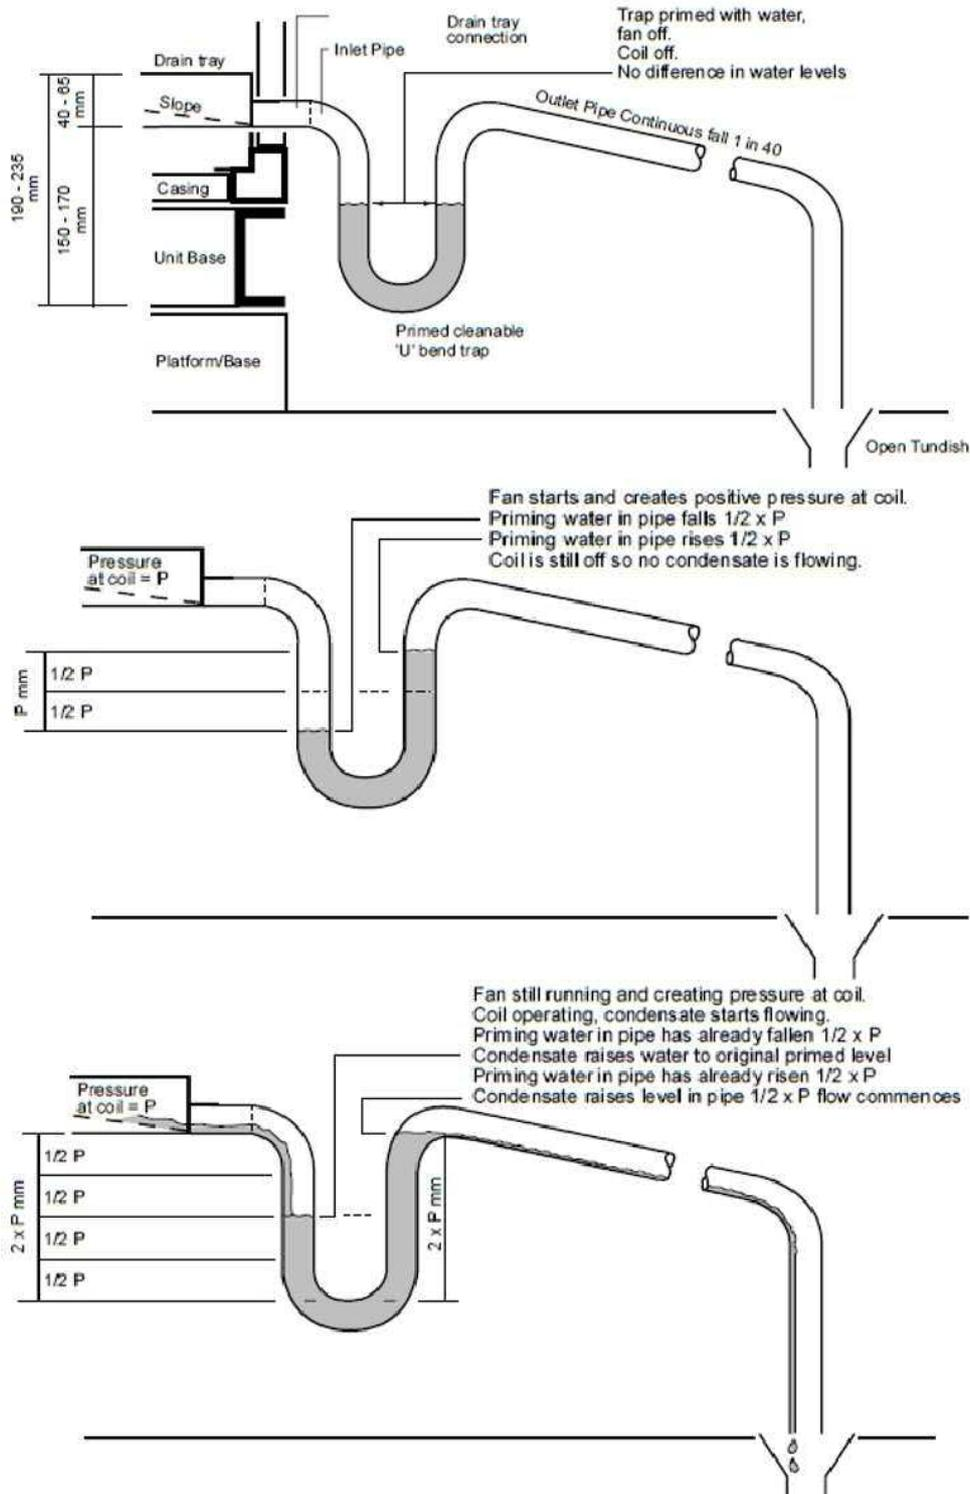 Drain tray
connection
Trap primed with water,
fan off.
Coil off.
No difference in water levels
Inlet Pipe
Drain tray
Slope
Outlet Pipe Continuous fall 1 in 40
40 - 65
mm
190 - 235
mm
150 - 170
mm
Casing
Unit Base
Primed cleanable
'U' bend trap
Platform/Base
Open Tundish
Fan starts and creates positive pressure at coil.
Priming water in pipe falls 1/2 x P
Priming water in pipe rises 1/2 x P
Coil is still off so no condensate is flowing.
Pressure
at coil = P
P mm
1/2 P
1/2 P
Fan still running and creating pressure at coil.
Coil operating, condensate starts flowing.
Priming water in pipe has already fallen 1/2 x P
Condensate raises water to original primed level
Priming water in pipe has already risen 1/2 x P
Condensate raises level in pipe 1/2 x P flow commences
Pressure
at coil = P
2 x P mm
1/2 P
1/2 P
1/2 P
1/2 P
2 x P mm